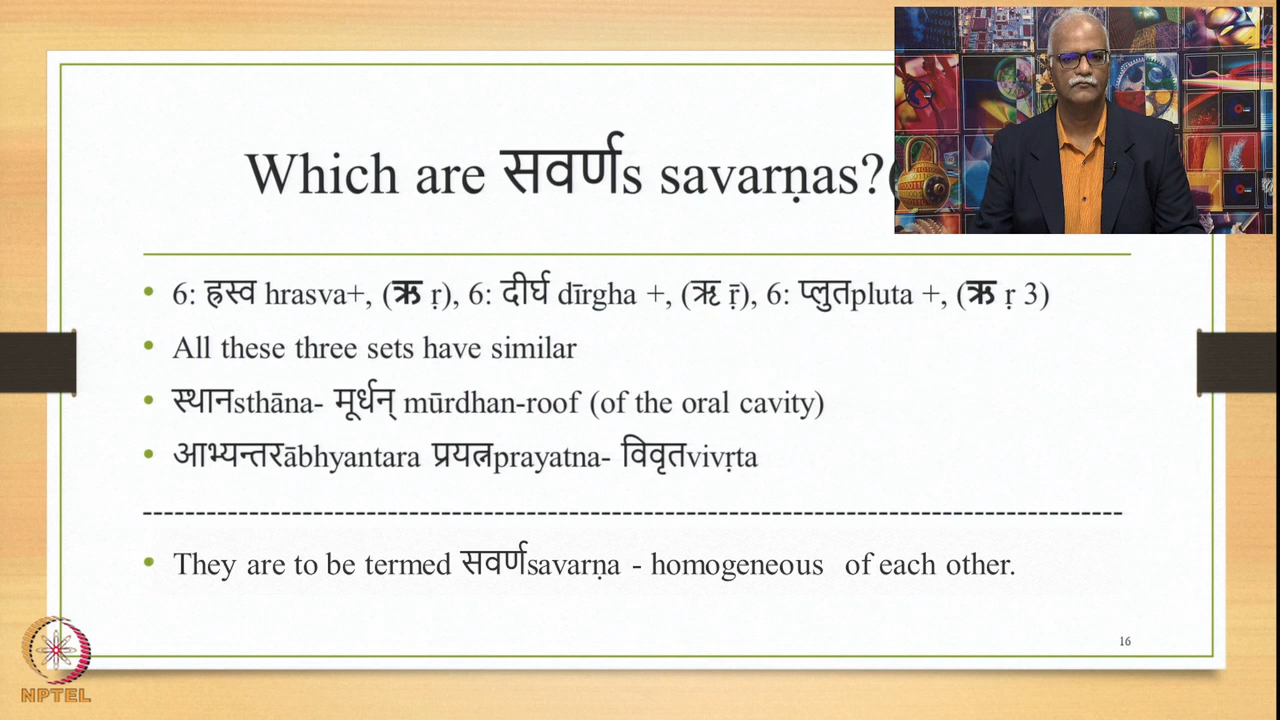 Which are सवर्णs savarṇas?
6: ह्रस्व hrasva+, (ऋ ṛ), 6: दीर्घ dīrgha +, (ॠ ṝ), 6: प्लुतpluta +, (ऋ ṛ 3)
All these three sets have similar
स्थानsthāna- मूर्धन् mūrdhan-roof (of the oral cavity)
आभ्यन्तरābhyantara प्रयत्नprayatna- विवृतvivṛta
They are to be termed सवर्णsavarṇa - homogeneous of each other.
16
NPTEL